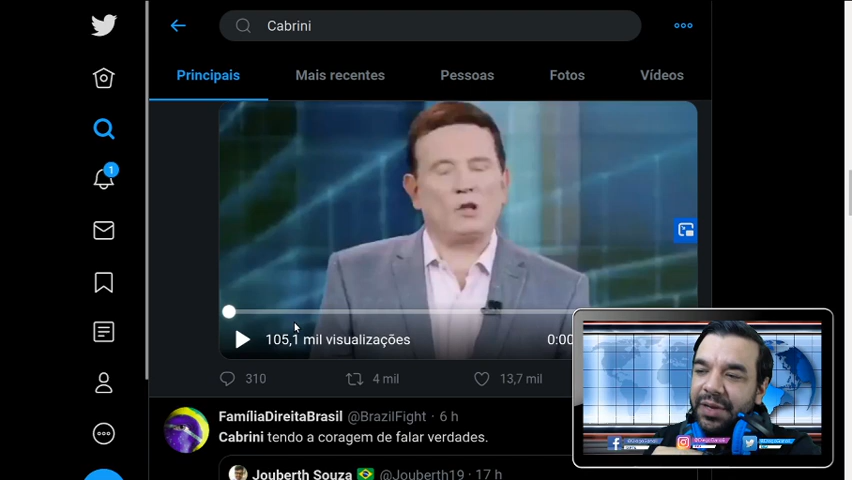 Cabrini
Principais
Mais recentes
Pessoas
Fotos
Vídeos
1
105,1 mil visualizações
0:00
310
4 mil
13,7 mil
FamíliaDireitaBrasil @BrazilFight · 6 h
Cabrini tendo a coragem de falar verdades.
Jouberth Souza @Jouberth19 · 17 h